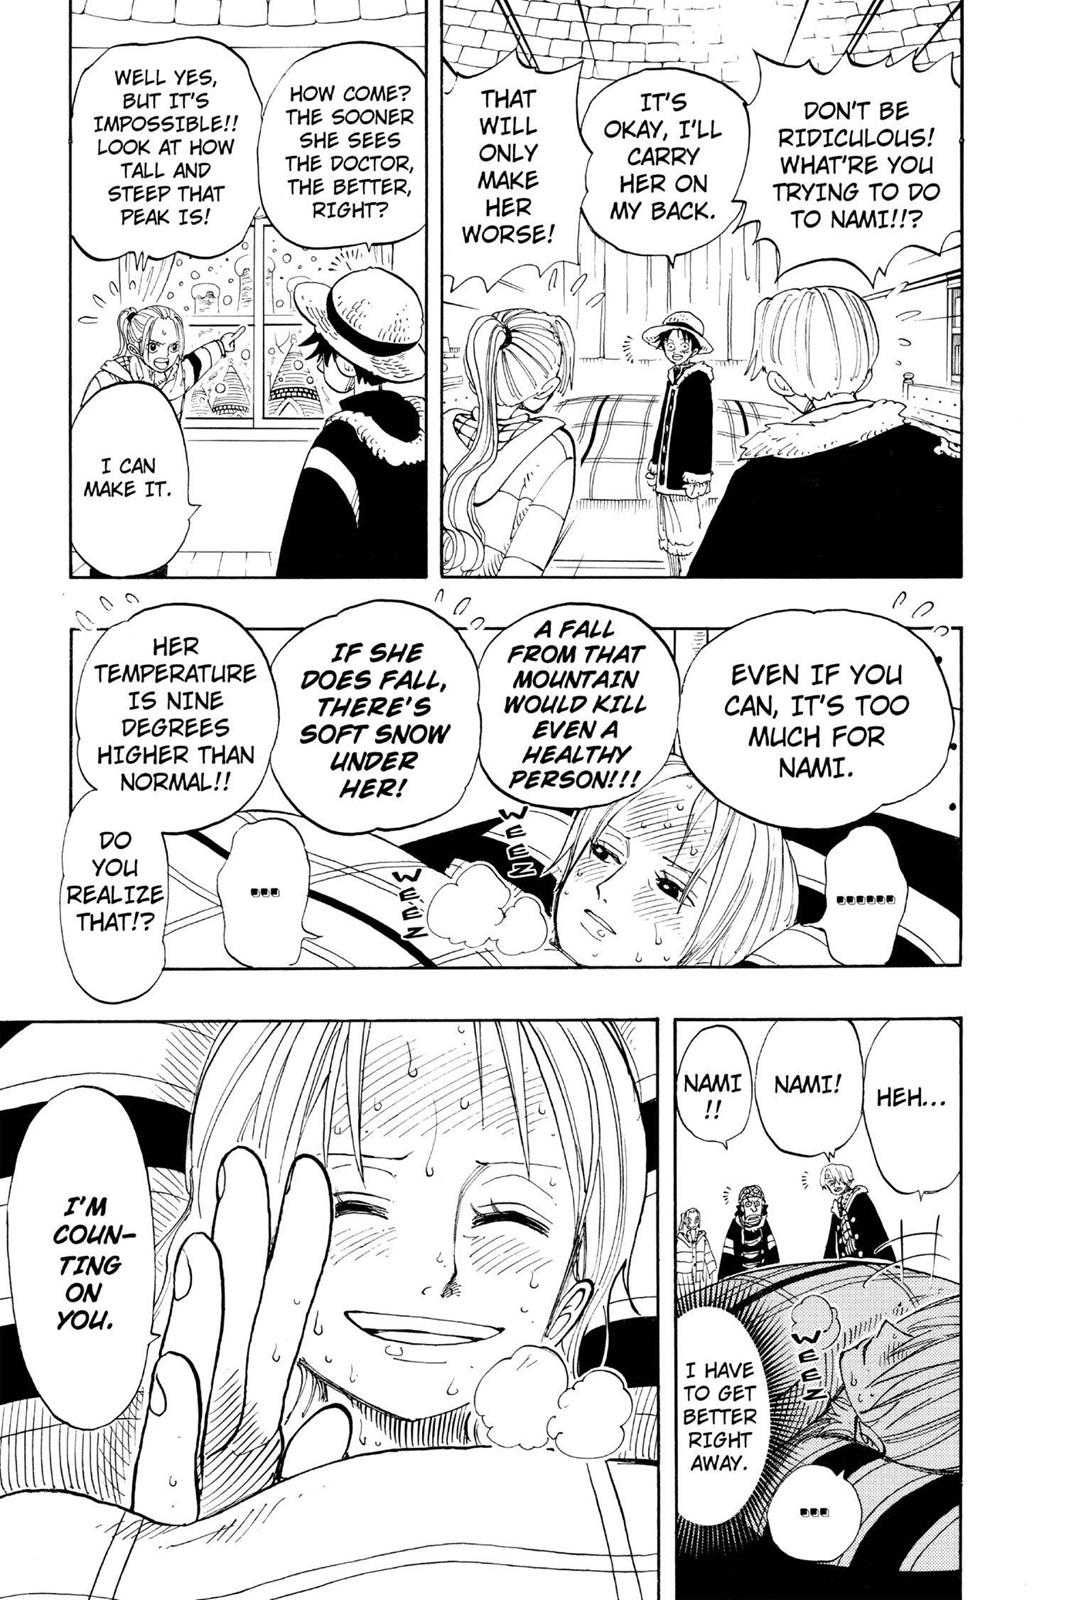 DON'T BE
RIDICULOUS!
WHAT'RE YOU
TRYING TO DO
TO NAMI!!?
IT'S
OKAY, I'LL
CARRY
HER ON
MY BACK.
THAT
WILL
ONLY
MAKE
HER
WORSE!
HOW COME?
THE SOONER
SHE SEES
THE DOCTOR,
THE BETTER,
RIGHT?
WELL YES,
BUT IT'S
IMPOSSIBLE!!
LOOK AT HOW
TALL AND
STEEP THAT
PEAK IS!
I CAN
MAKE IT.
EVEN IF YOU
CAN, IT'S TOO
MUCH FOR
NAMI.
A FALL
FROM THAT
MOUNTAIN
WOULD KILL
EVEN A
HEALTHY
PERSON!!!
IF SHE
DOES FALL,
THERE'S
SOFT SNOW
UNDER
HER!
HER
TEMPERATURE
IS NINE
DEGREES
HIGHER THAN
NORMAL!!
DO
YOU
REALIZE
THAT!?
......
WEEZ
WEEZ
...
HEH...
NAMI!
NAMI
!!
WEEZ
I HAVE
TO GET
BETTER
RIGHT
AWAY.
...
I'M
COUN-
TING
ON
YOU.